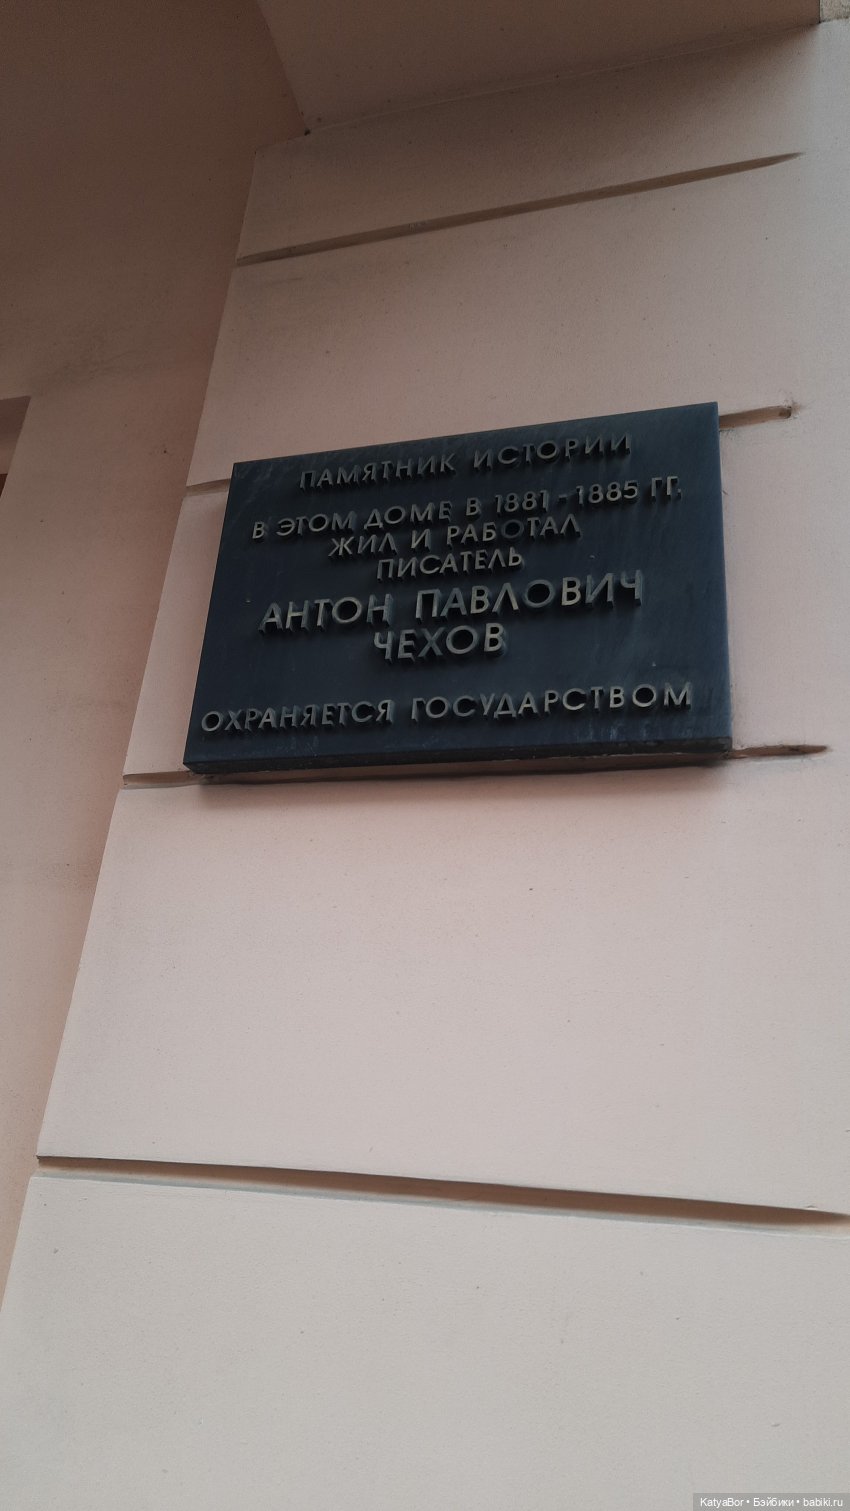 ПАМЯТНИК ИСТОРИИ
В ЭТОМ ДОМЕ В 1881-1885 ГГ.
ЖИЛ И РАБОТАЛ
ПИСАТЕЛЬ
АНТОН ПАВЛОВИЧ
ЧЕХОВ
ОХРАНЯЕТСЯ ГОСУДАРСТВОМ
KatyaBor • Бэйбики • babiki.ru